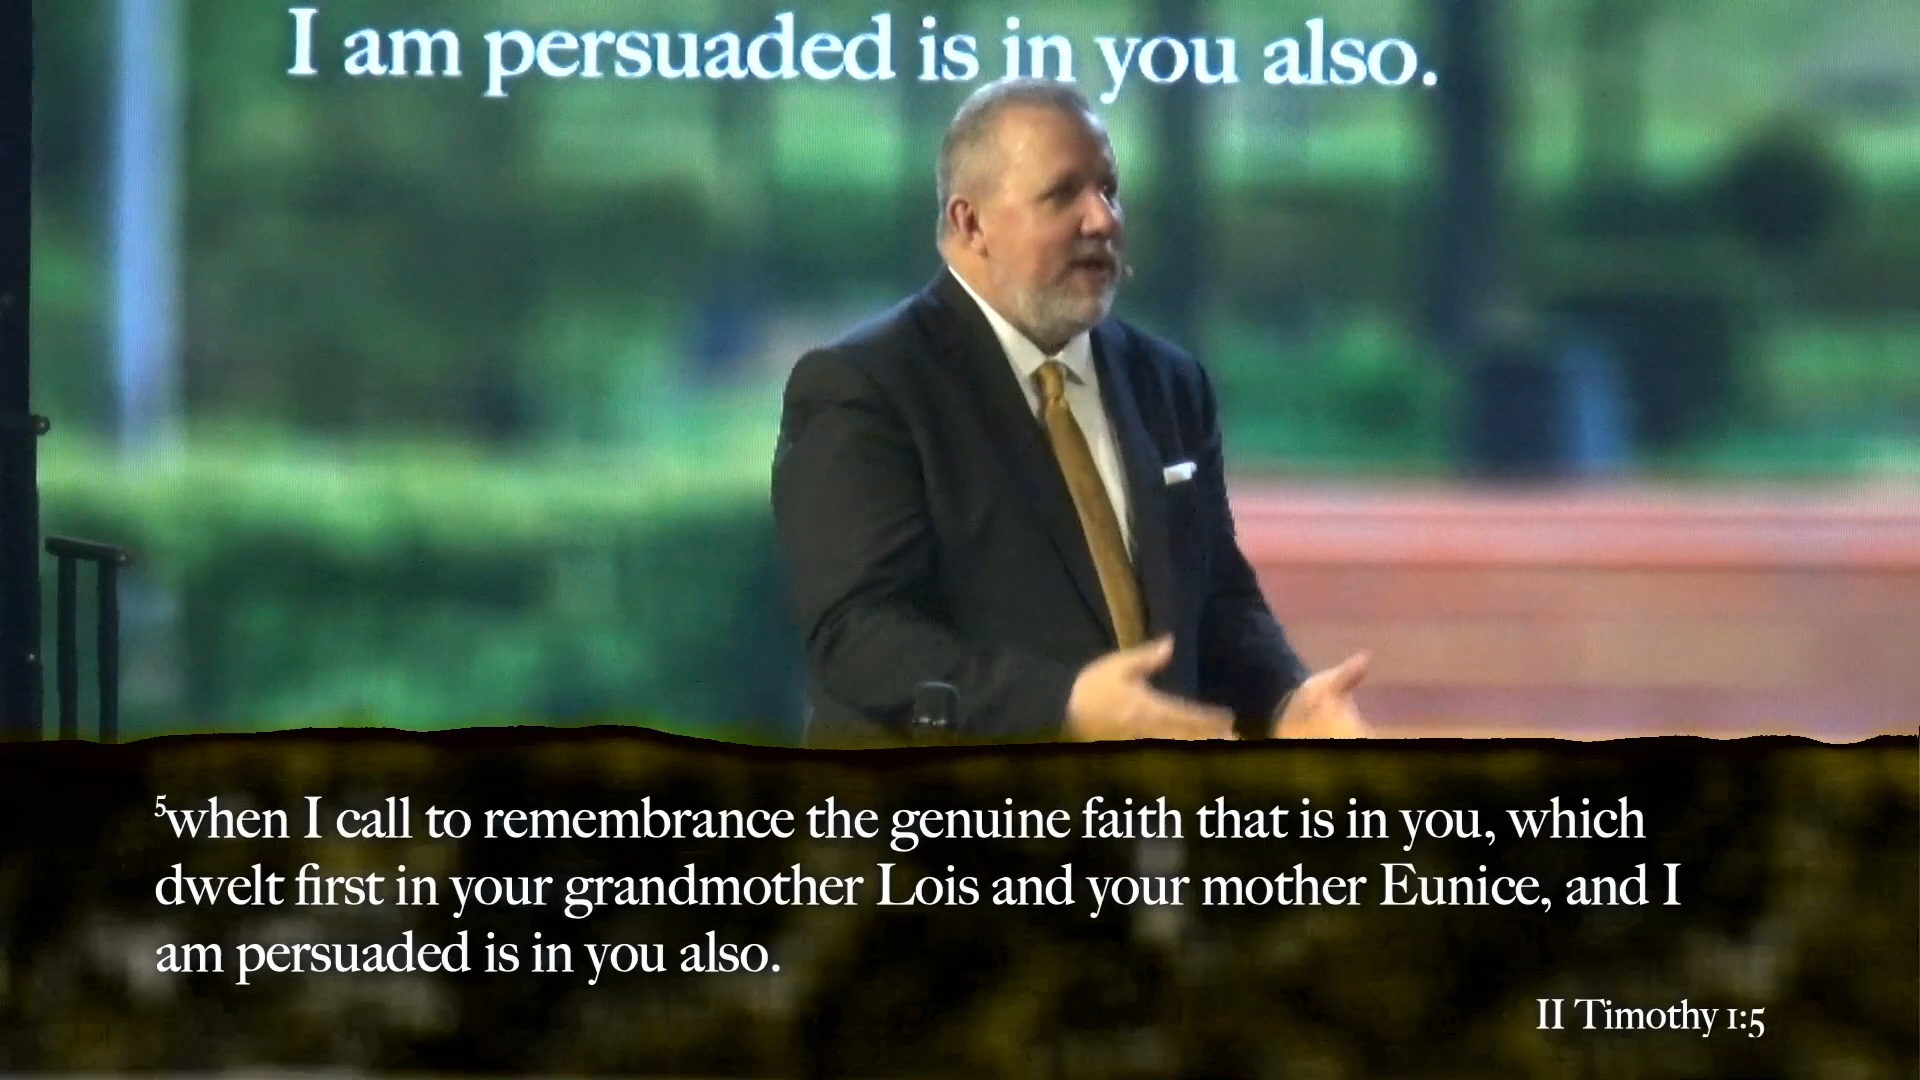 I am persuaded is in you also.
⁵when I call to remembrance the genuine faith that is in you, which
dwelt first in your grandmother Lois and your mother Eunice, and I
am persuaded is in you also.
II Timothy 1:5